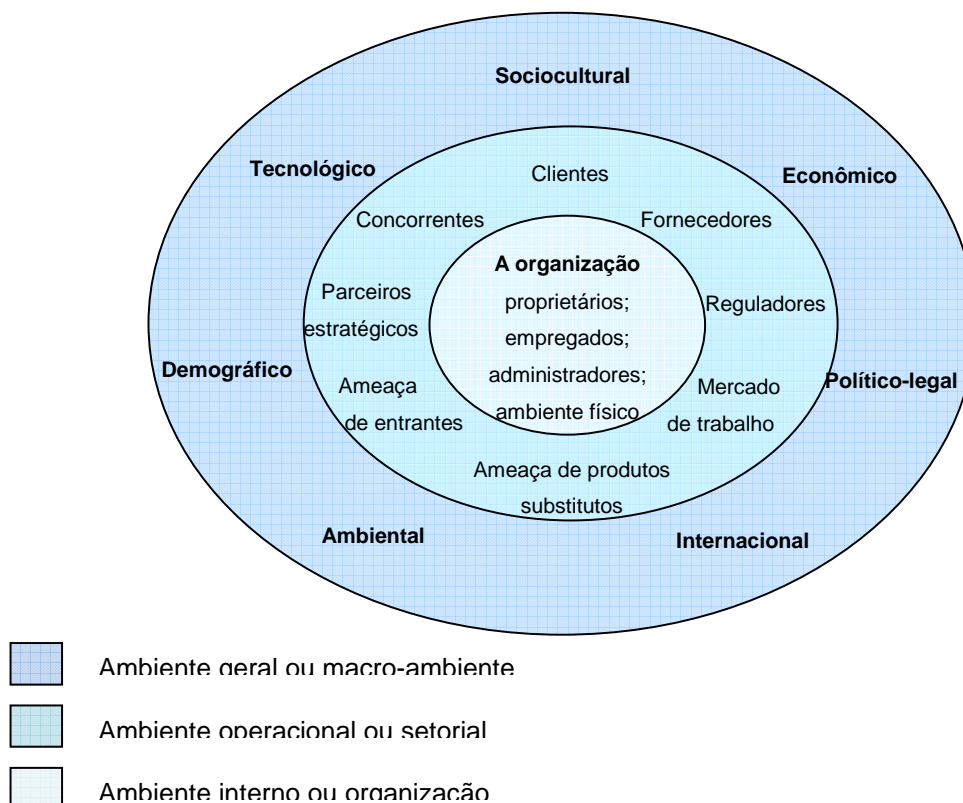 Sociocultural
Tecnológico
Econômico
Clientes
Concorrentes
Fornecedores
A organização
proprietários;
empregados;
administradores;
ambiente físico
Parceiros
estratégicos
Reguladores
Demográfico
Político-legal
Ameaça
de entrantes
Mercado
de trabalho
Ameaça de produtos
substitutos
Ambiental
Internacional
Ambiente geral ou macro-ambiente
Ambiente operacional ou setorial
Ambiente interno ou organização